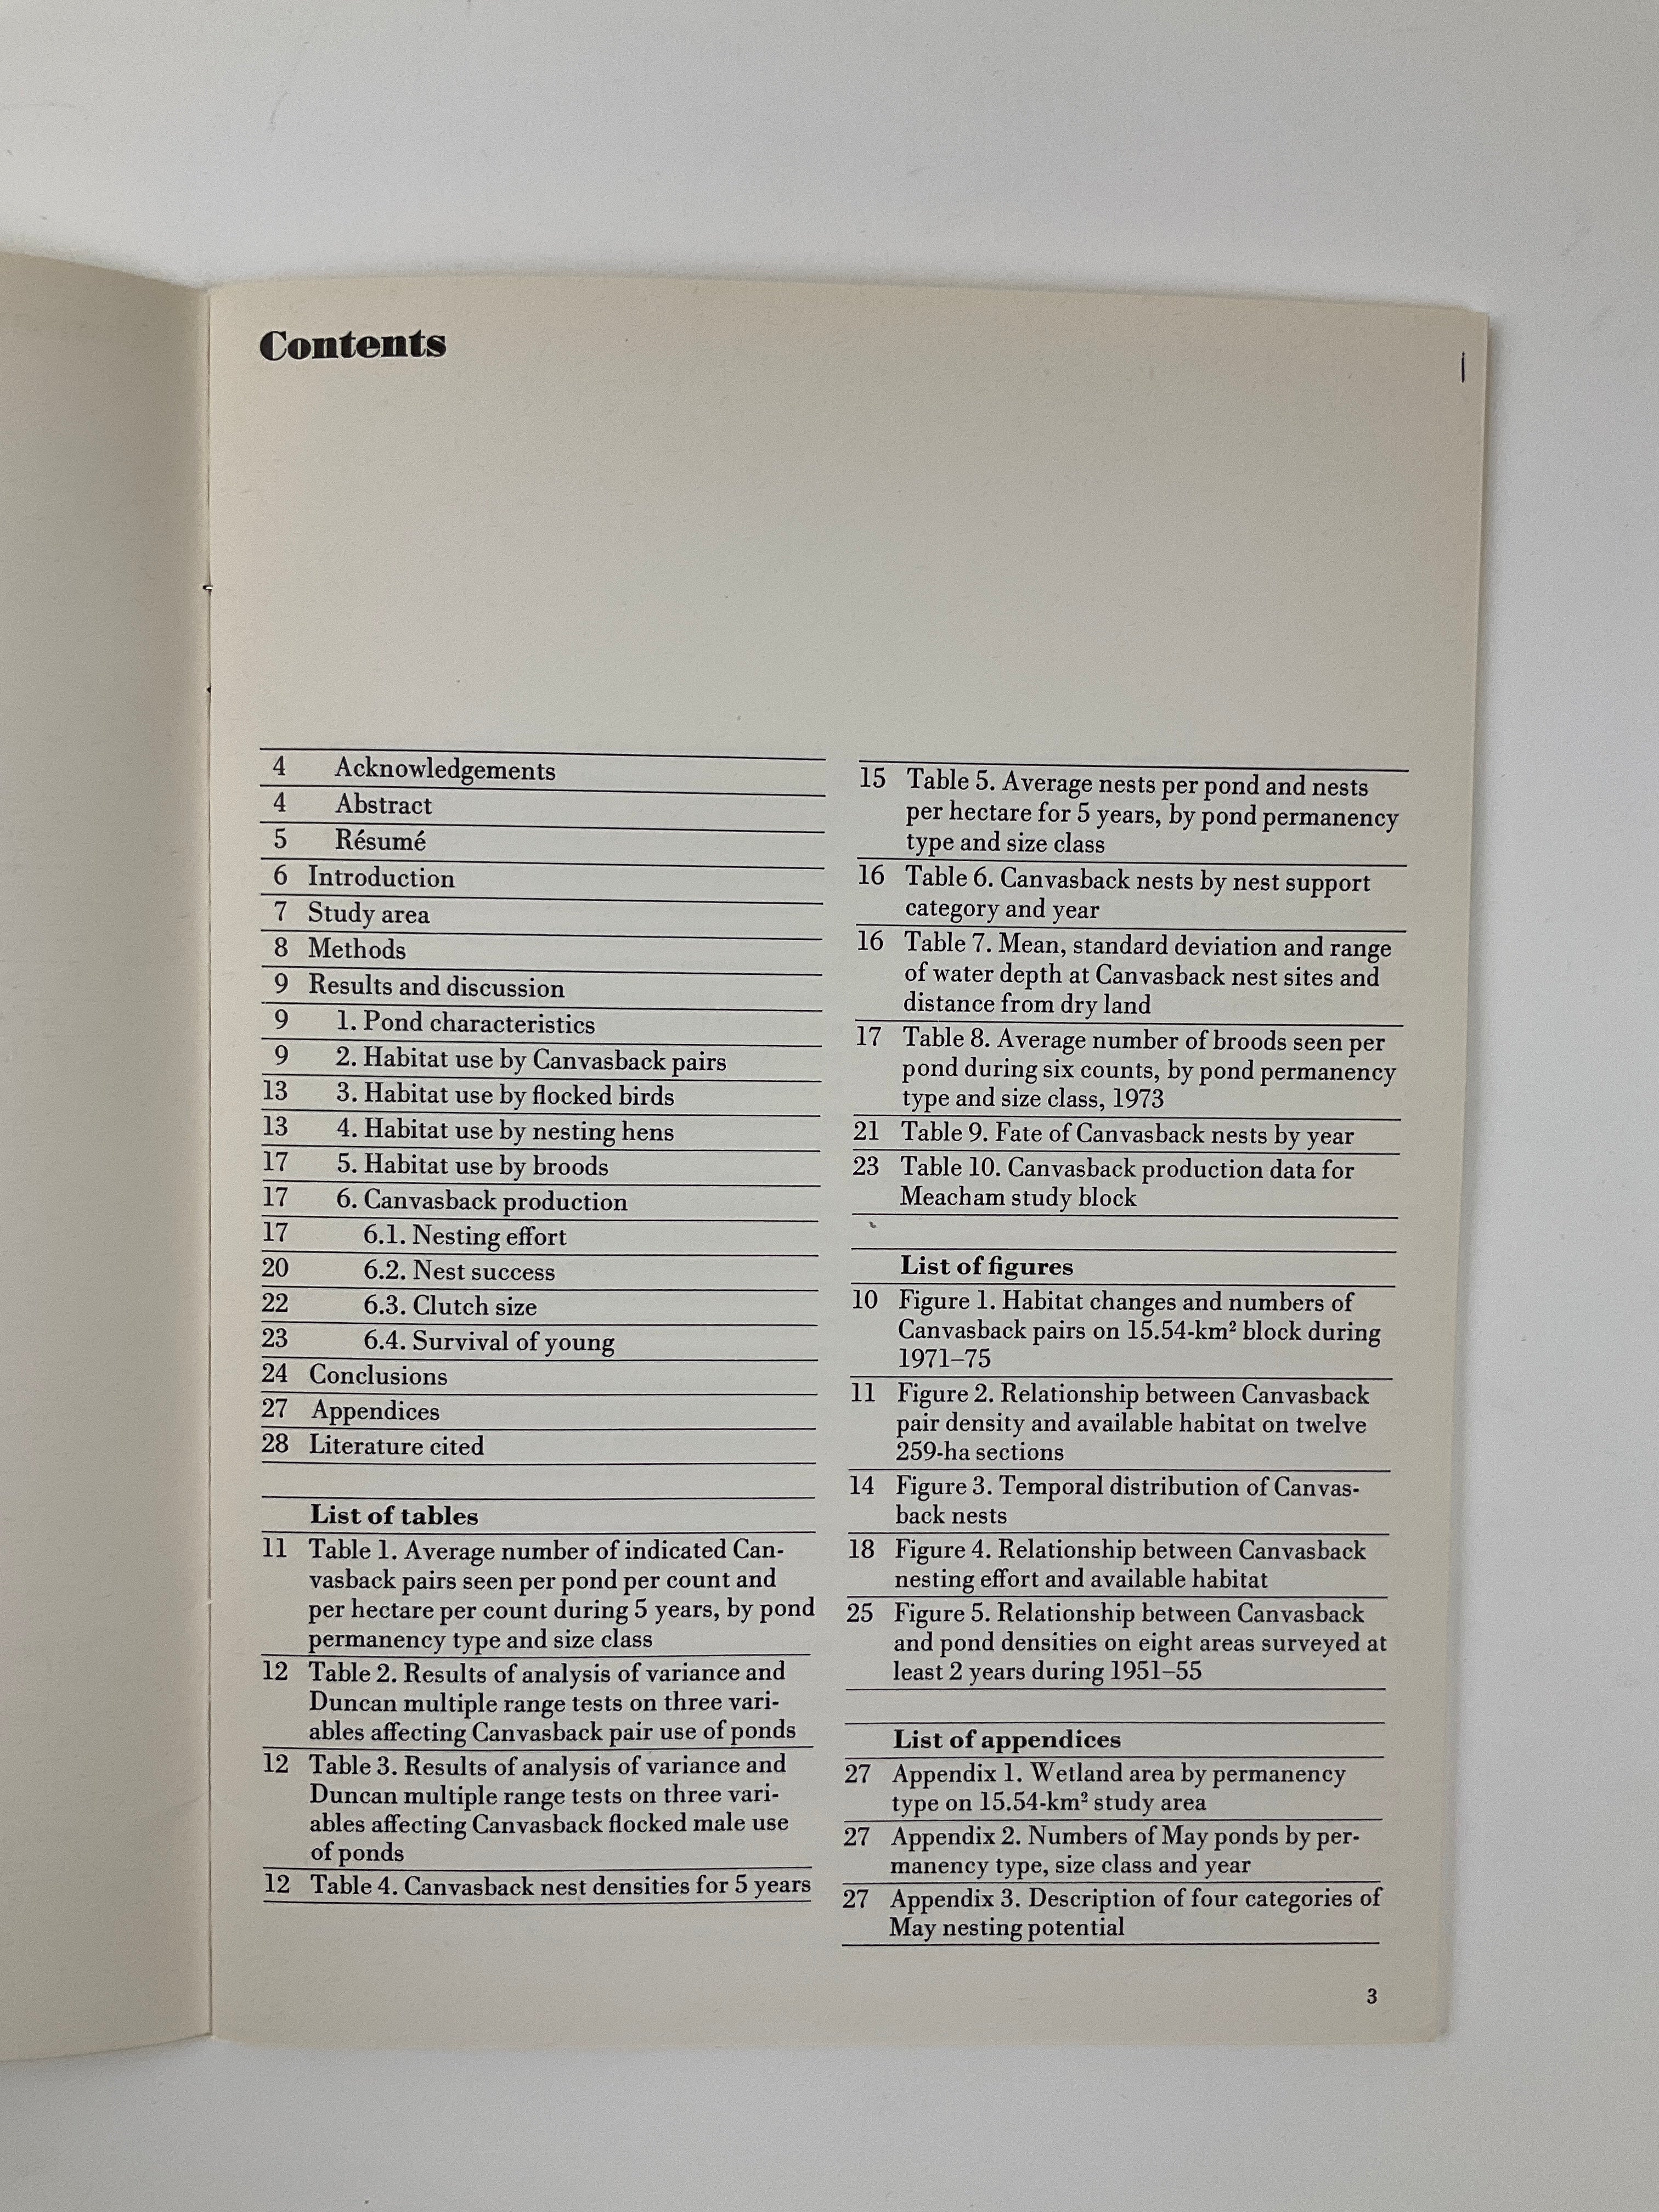 Contents
4 Acknowledgements
4 Abstract
5 Résumé
6 Introduction
7 Study area
8 Methods
9 Results and discussion
9 1. Pond characteristics
9 2. Habitat use by Canvasback pairs
13 3. Habitat use by flocked birds
13 4. Habitat use by nesting hens
17 5. Habitat use by broods
17 6. Canvasback production
17 6.1. Nesting effort
20 6.2. Nest success
22 6.3. Clutch size
23 6.4. Survival of young
24 Conclusions
27 Appendices
28 Literature cited
List of tables
11 Table 1. Average number of indicated Can-
vasback pairs seen per pond per count and
per hectare per count during 5 years, by pond
permanency type and size class
12 Table 2. Results of analysis of variance and
Duncan multiple range tests on three vari-
ables affecting Canvasback pair use of ponds
12 Table 3. Results of analysis of variance and
Duncan multiple range tests on three vari-
ables affecting Canvasback flocked male use
of ponds
12 Table 4. Canvasback nest densities for 5 years
15 Table 5. Average nests per pond and nests
per hectare for 5 years, by pond permanency
type and size class
16 Table 6. Canvasback nests by nest support
category and year
16 Table 7. Mean, standard deviation and range
of water depth at Canvasback nest sites and
distance from dry land
17 Table 8. Average number of broods seen per
pond during six counts, by pond permanency
type and size class, 1973
21 Table 9. Fate of Canvasback nests by year
23 Table 10. Canvasback production data for
Meacham study block
List of figures
10 Figure 1. Habitat changes and numbers of
Canvasback pairs on 15.54-km² block during
1971–75
11 Figure 2. Relationship between Canvasback
pair density and available habitat on twelve
259-ha sections
14 Figure 3. Temporal distribution of Canvas-
back nests
18 Figure 4. Relationship between Canvasback
nesting effort and available habitat
25 Figure 5. Relationship between Canvasback
and pond densities on eight areas surveyed at
least 2 years during 1951–55
List of appendices
27 Appendix 1. Wetland area by permanency
type on 15.54-km² study area
27 Appendix 2. Numbers of May ponds by per-
manency type, size class and year
27 Appendix 3. Description of four categories of
May nesting potential
3